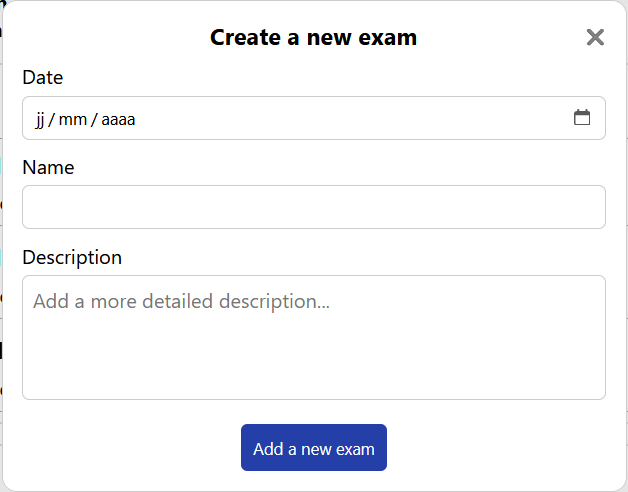 Create a new exam
Date
jj / mm / aaaa
Name
Description
Add a more detailed description...
Add a new exam